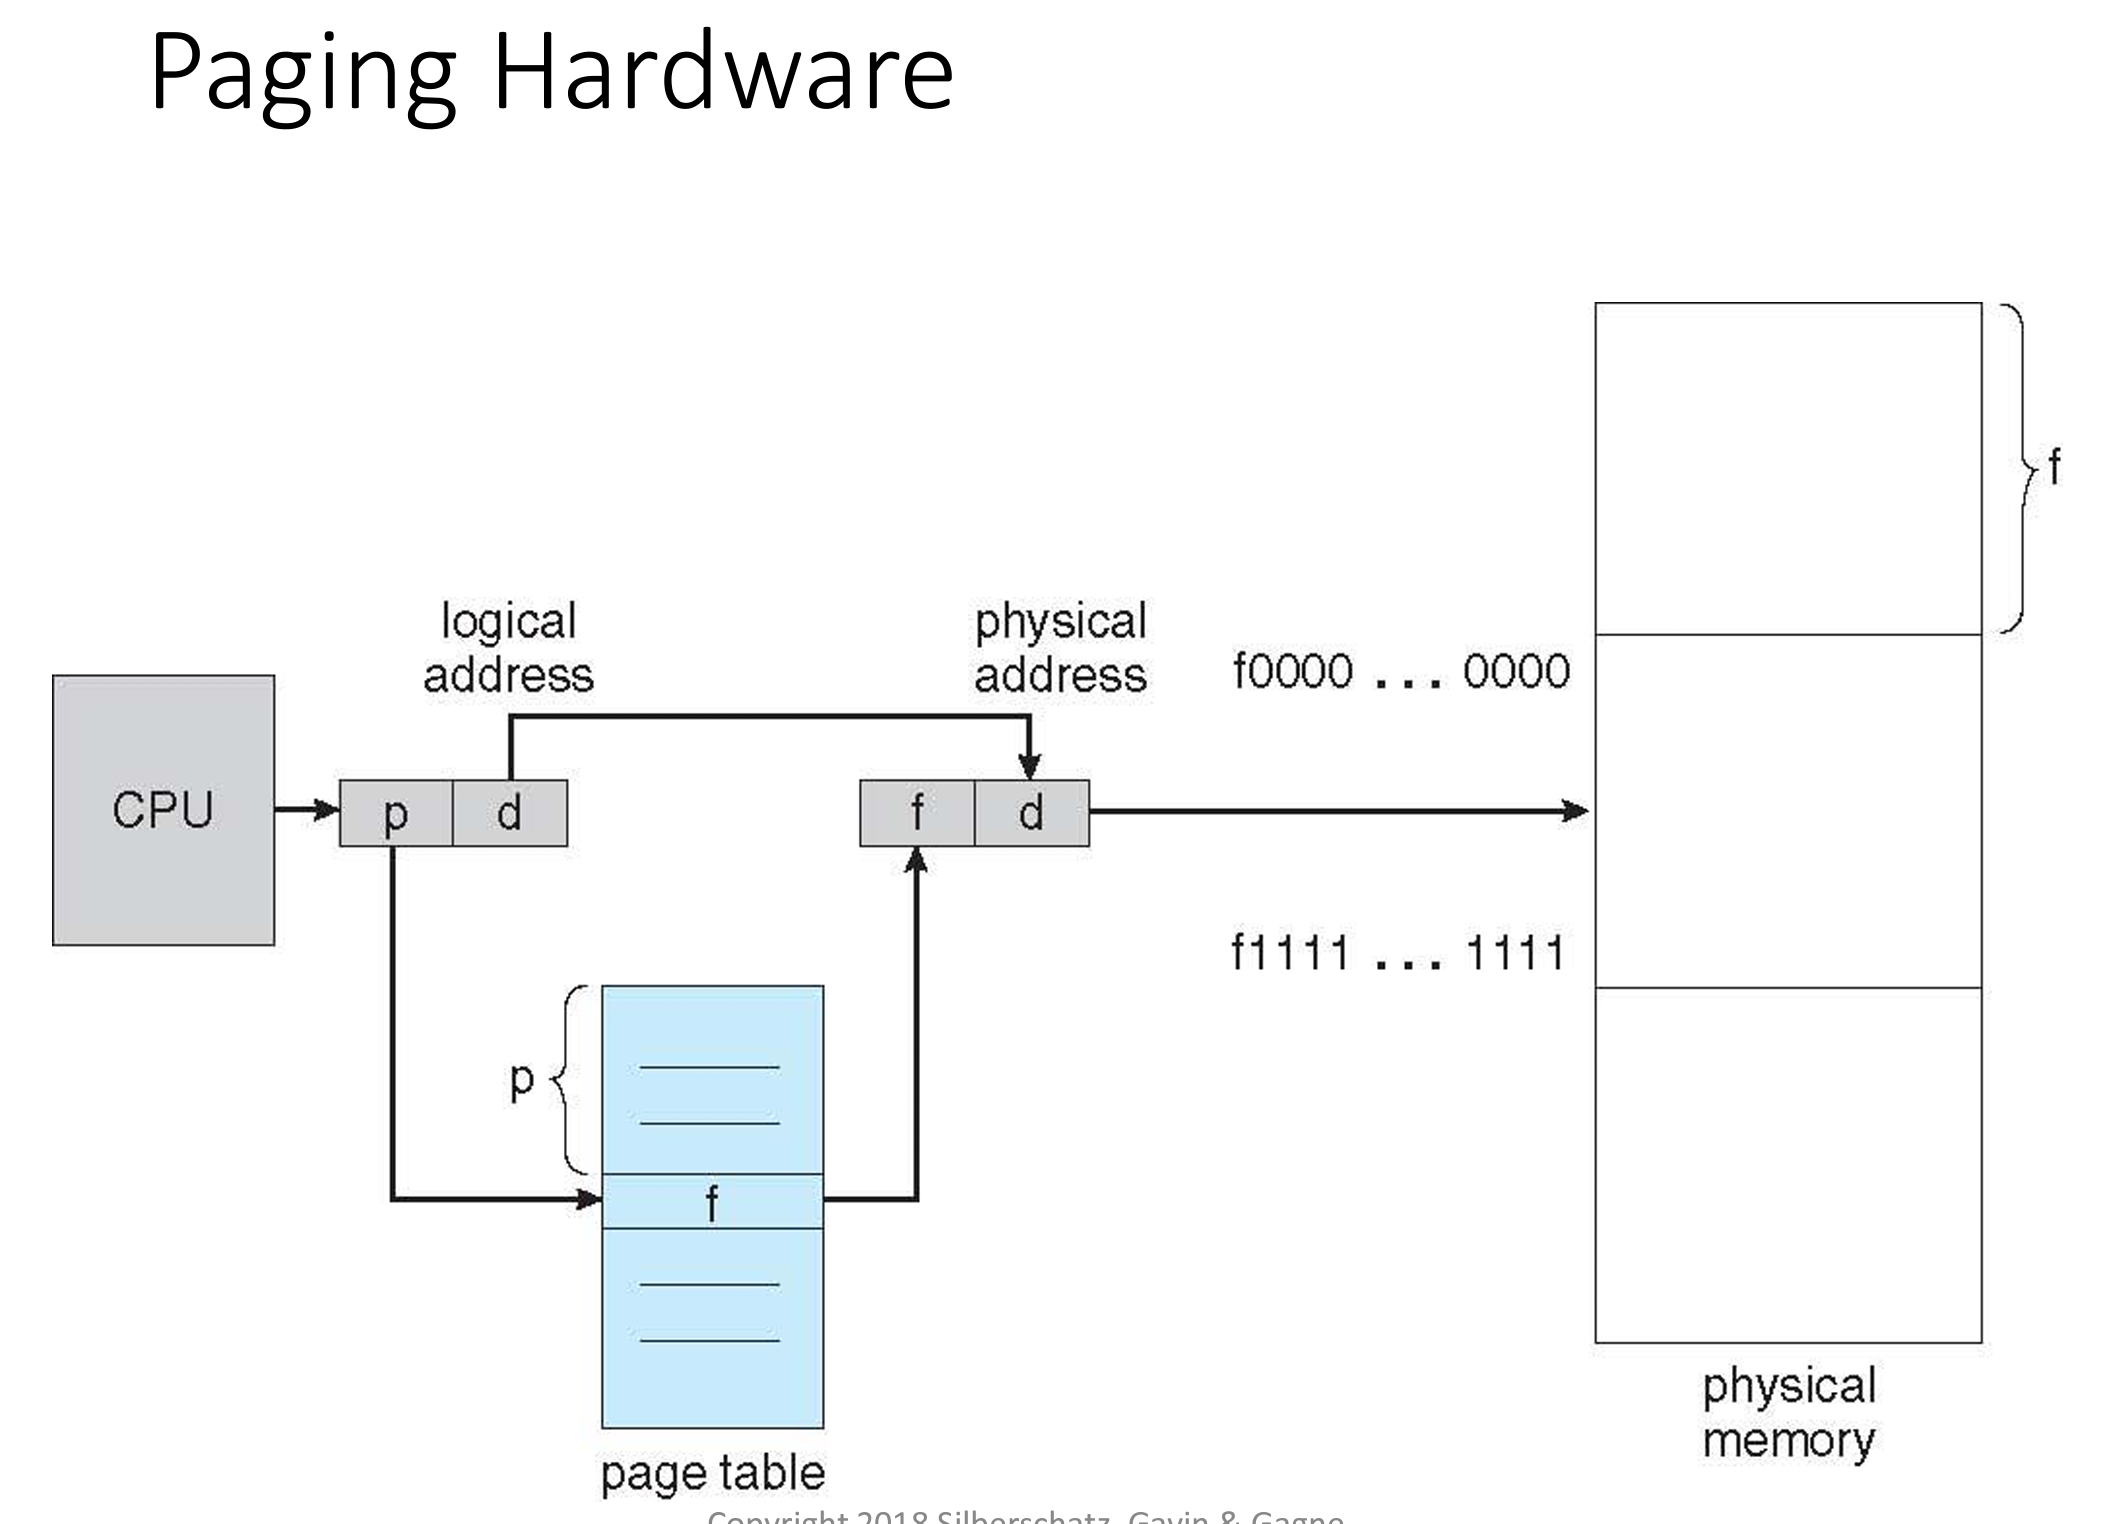 Paging Hardware
f
logical
address
physical
address
f0000 ... 0000
CPU
p
d
f
d
f1111 ... 1111
p
f
physical
memory
page table
Copyright 2018 Silberschatz, Gavin & Gagne